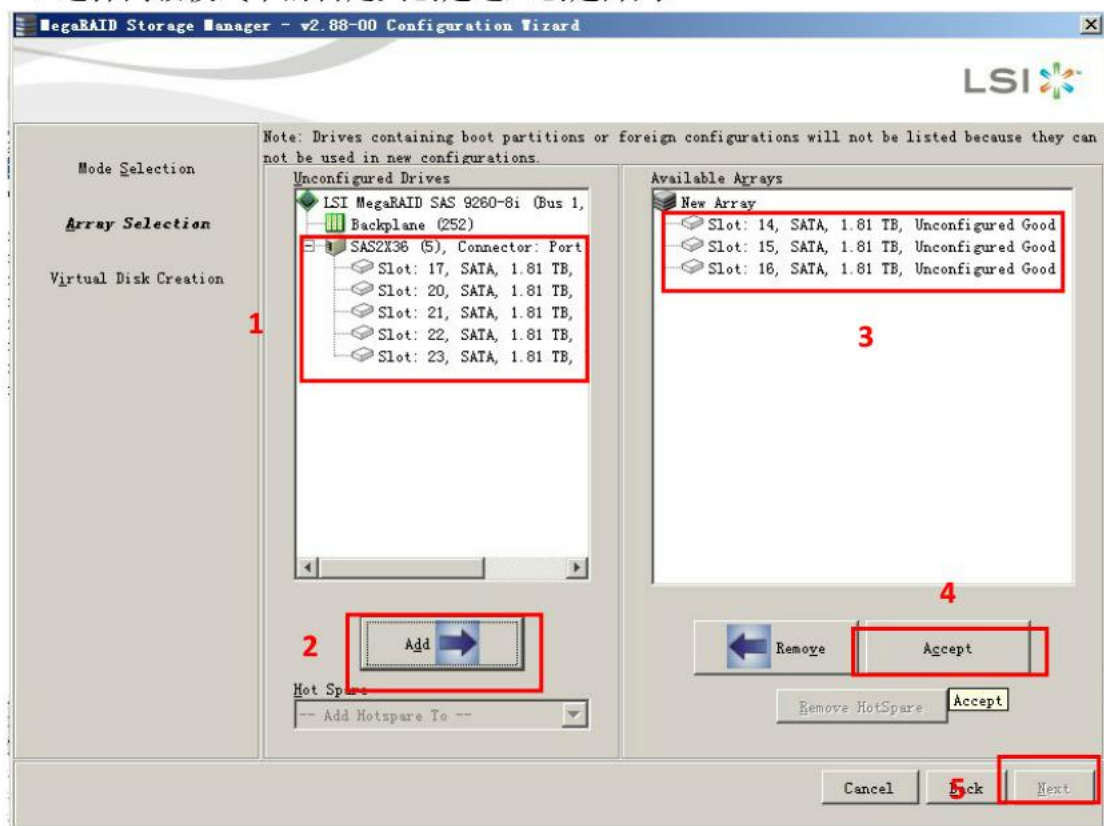 MegaRAID Storage Manager - v2.88-00 Configuration Wizard
LSI
Mode Selection
Array Selection
Virtual Disk Creation
Note: Drives containing boot partitions or foreign configurations will not be listed because they can
not be used in new configurations.
Unconfigured Drives
LSI MegaRAID SAS 9260-8i (Bus 1,
Backplane (252)
SAS2X36 (5), Connector: Port
Slot: 17, SATA, 1.81 TB,
Slot: 20, SATA, 1.81 TB,
Slot: 21, SATA, 1.81 TB,
Slot: 22, SATA, 1.81 TB,
Slot: 23, SATA, 1.81 TB,
1
2
Add
Hot Spare
-- Add Hotspare To --
Available Arrays
New Array
Slot: 14, SATA, 1.81 TB, Unconfigured Good
Slot: 15, SATA, 1.81 TB, Unconfigured Good
Slot: 16, SATA, 1.81 TB, Unconfigured Good
3
4
Remove
Accept
Remove HotSpare
Accept
Cancel
Back
5
Next